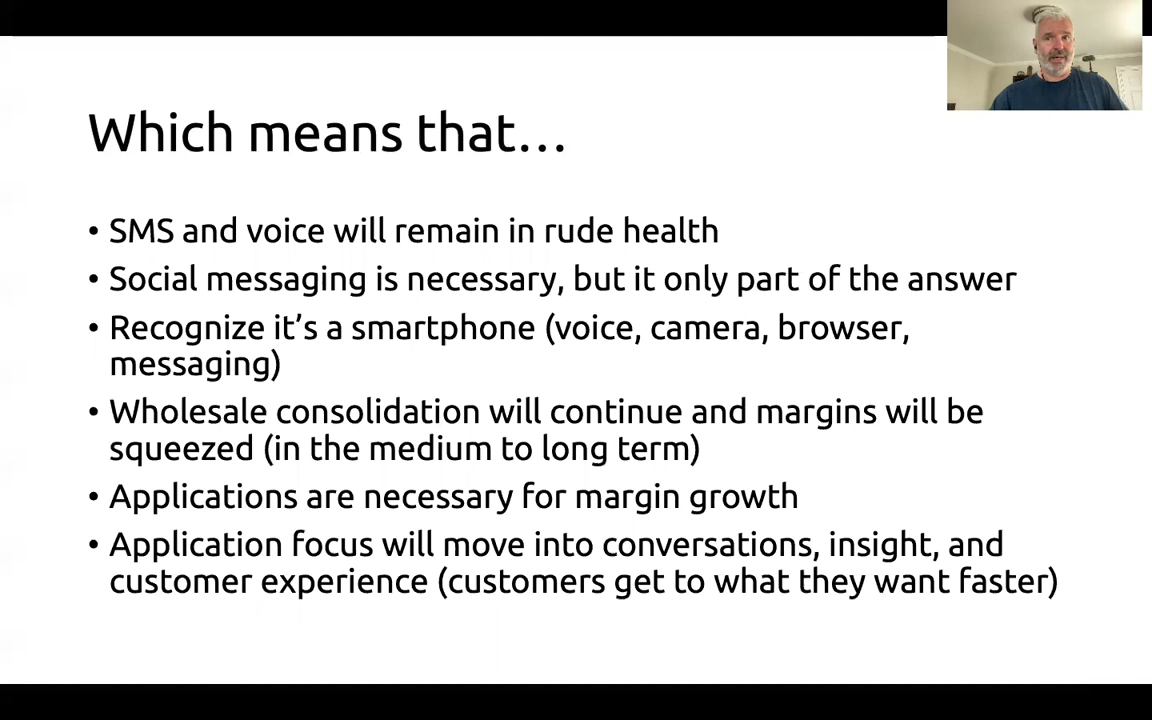 Which means that…
• SMS and voice will remain in rude health
• Social messaging is necessary, but it only part of the answer
• Recognize it’s a smartphone (voice, camera, browser,
messaging)
• Wholesale consolidation will continue and margins will be
squeezed (in the medium to long term)
• Applications are necessary for margin growth
• Application focus will move into conversations, insight, and
customer experience (customers get to what they want faster)